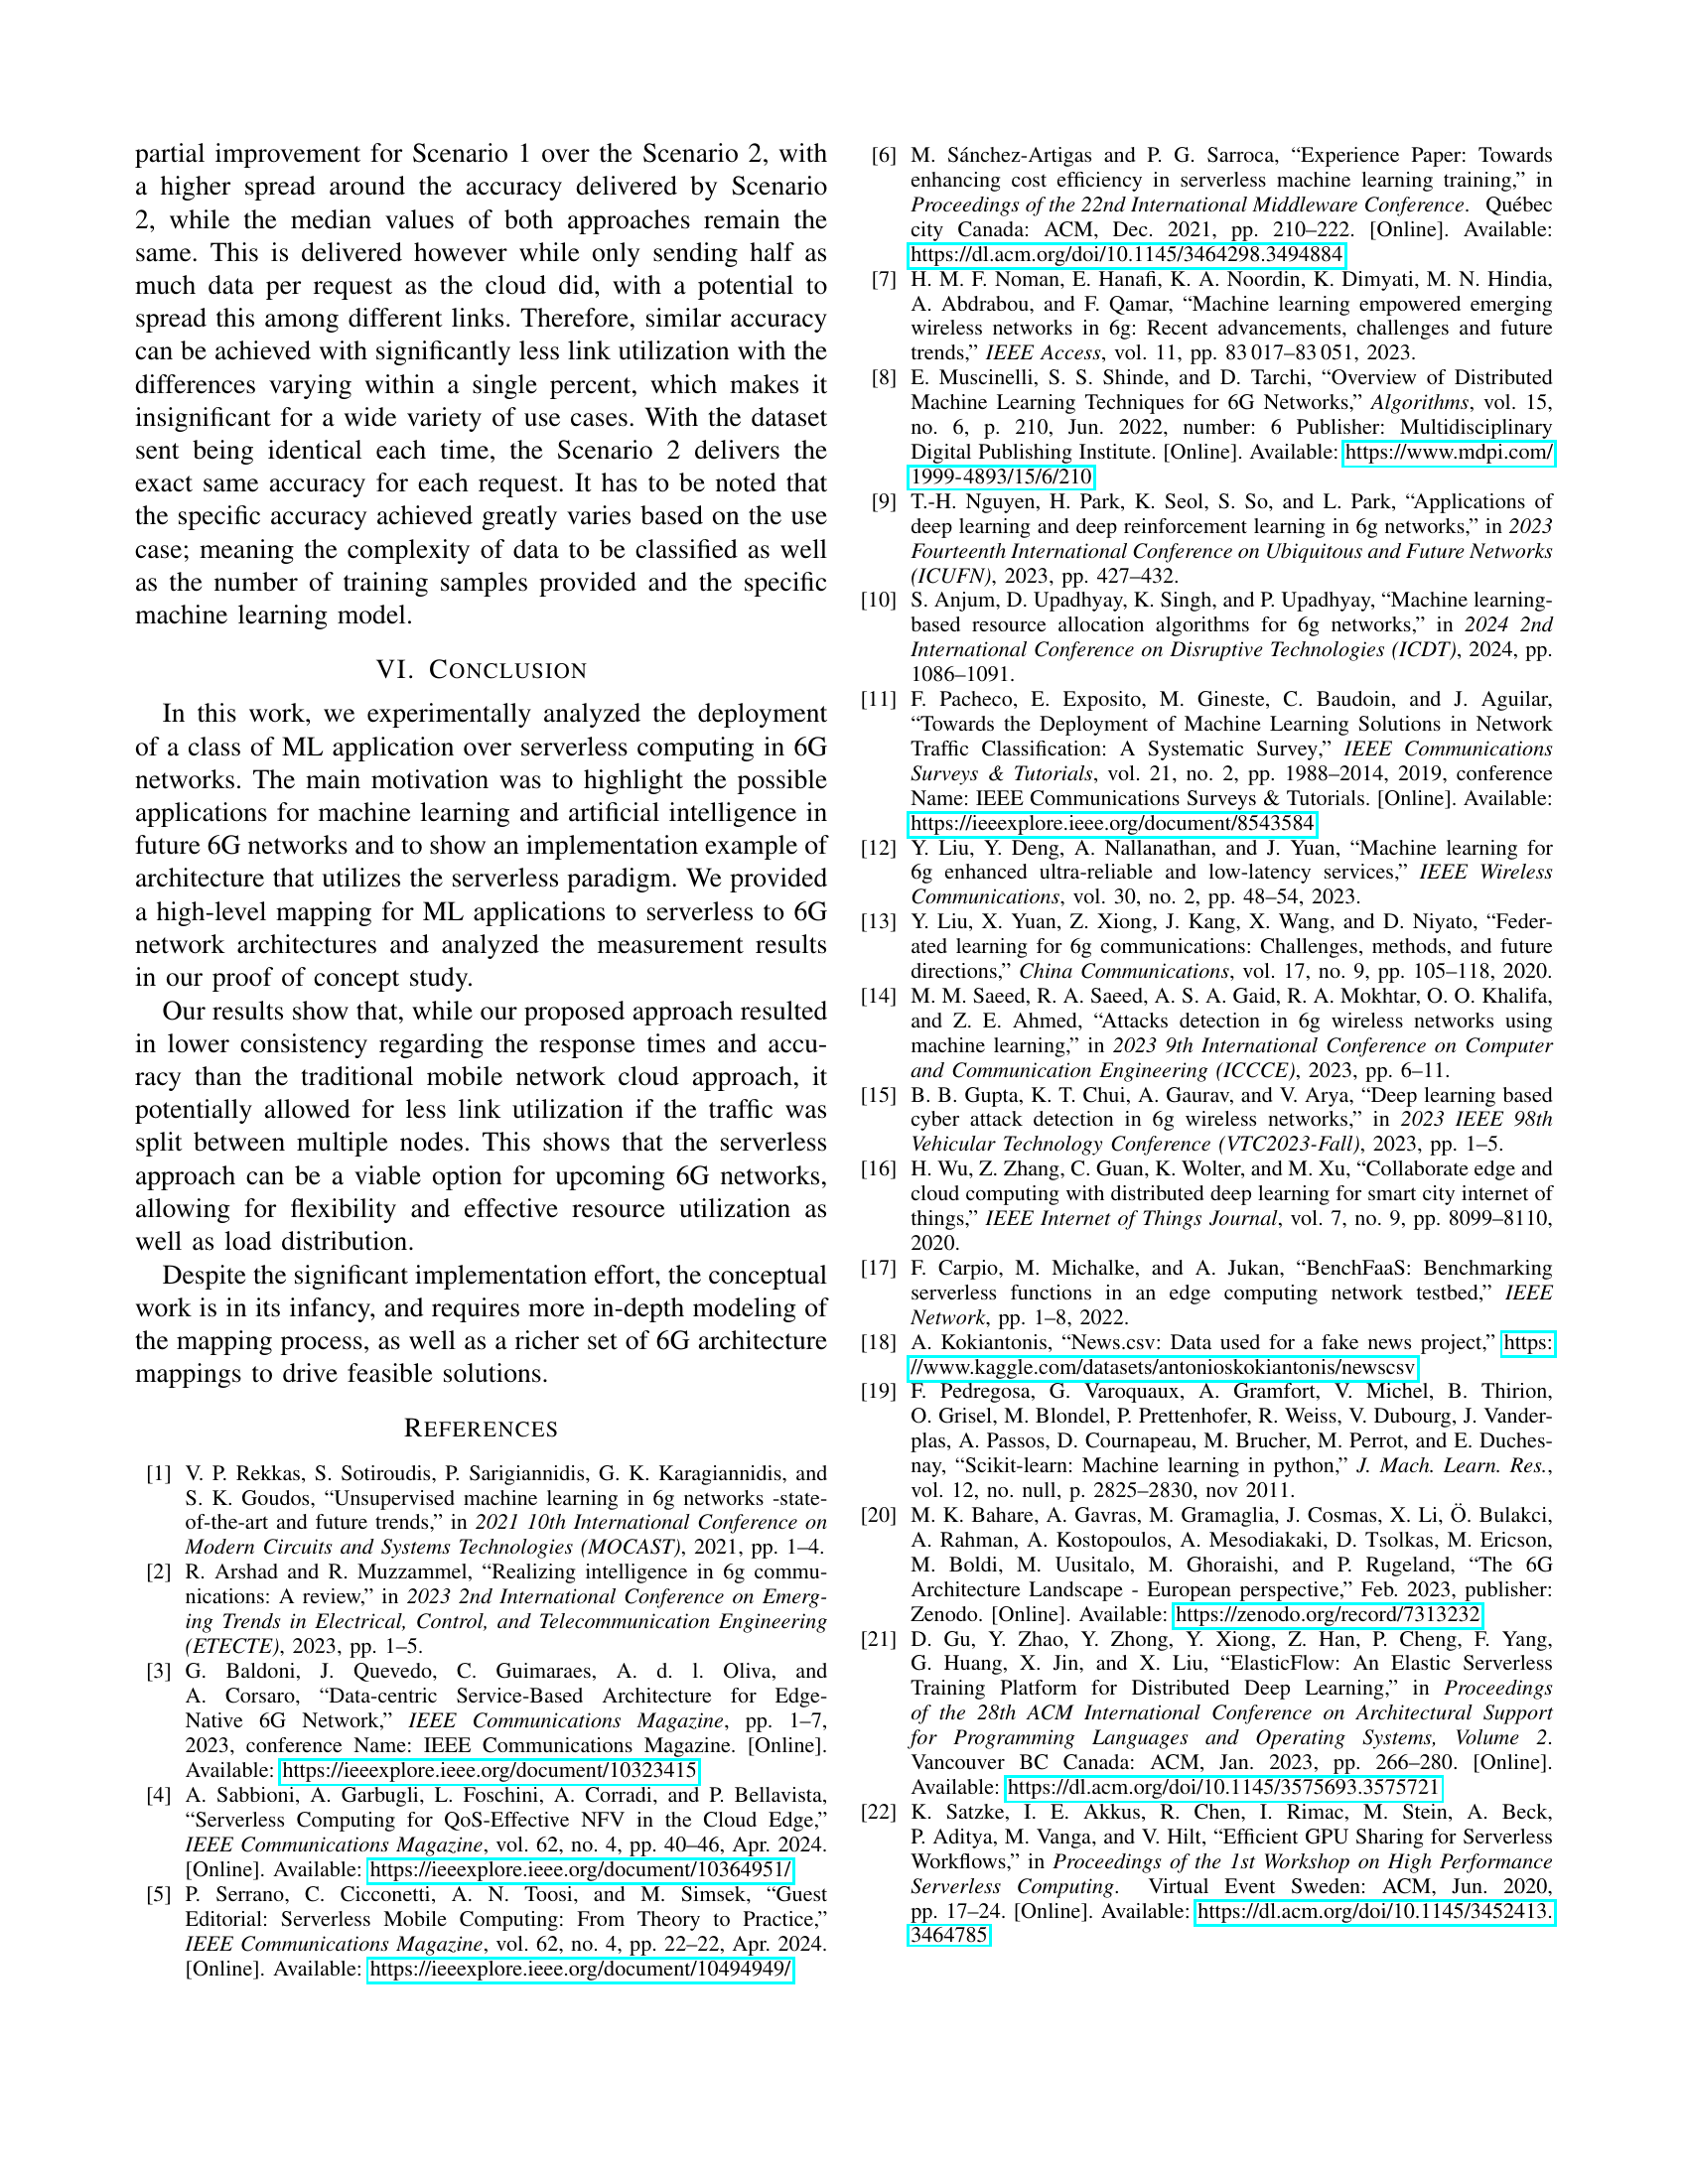 partial improvement for Scenario 1 over the Scenario 2, with
a higher spread around the accuracy delivered by Scenario
2, while the median values of both approaches remain the
same. This is delivered however while only sending half as
much data per request as the cloud did, with a potential to
spread this among different links. Therefore, similar accuracy
can be achieved with significantly less link utilization with the
differences varying within a single percent, which makes it
insignificant for a wide variety of use cases. With the dataset
sent being identical each time, the Scenario 2 delivers the
exact same accuracy for each request. It has to be noted that
the specific accuracy achieved greatly varies based on the use
case; meaning the complexity of data to be classified as well
as the number of training samples provided and the specific
machine learning model.
VI. CONCLUSION
In this work, we experimentally analyzed the deployment
of a class of ML application over serverless computing in 6G
networks. The main motivation was to highlight the possible
applications for machine learning and artificial intelligence in
future 6G networks and to show an implementation example of
architecture that utilizes the serverless paradigm. We provided
a high-level mapping for ML applications to serverless to 6G
network architectures and analyzed the measurement results
in our proof of concept study.
Our results show that, while our proposed approach resulted
in lower consistency regarding the response times and accu-
racy than the traditional mobile network cloud approach, it
potentially allowed for less link utilization if the traffic was
split between multiple nodes. This shows that the serverless
approach can be a viable option for upcoming 6G networks,
allowing for flexibility and effective resource utilization as
well as load distribution.
Despite the significant implementation effort, the conceptual
work is in its infancy, and requires more in-depth modeling of
the mapping process, as well as a richer set of 6G architecture
mappings to drive feasible solutions.
REFERENCES
[1] V. P. Rekkas, S. Sotiroudis, P. Sarigiannidis, G. K. Karagiannidis, and
S. K. Goudos, “Unsupervised machine learning in 6g networks -state-
of-the-art and future trends,” in 2021 10th International Conference on
Modern Circuits and Systems Technologies (MOCAST), 2021, pp. 1–4.
[2] R. Arshad and R. Muzzammel, “Realizing intelligence in 6g commu-
nications: A review,” in 2023 2nd International Conference on Emerg-
ing Trends in Electrical, Control, and Telecommunication Engineering
(ETECTE), 2023, pp. 1–5.
[3] G. Baldoni, J. Quevedo, C. Guimaraes, A. d. l. Oliva, and
A. Corsaro, “Data-centric Service-Based Architecture for Edge-
Native 6G Network,” IEEE Communications Magazine, pp. 1–7,
2023, conference Name: IEEE Communications Magazine. [Online].
Available: https://ieeexplore.ieee.org/document/10323415
[4] A. Sabbioni, A. Garbugli, L. Foschini, A. Corradi, and P. Bellavista,
“Serverless Computing for QoS-Effective NFV in the Cloud Edge,”
IEEE Communications Magazine, vol. 62, no. 4, pp. 40–46, Apr. 2024.
[Online]. Available: https://ieeexplore.ieee.org/document/10364951/
[5] P. Serrano, C. Cicconetti, A. N. Toosi, and M. Simsek, “Guest
Editorial: Serverless Mobile Computing: From Theory to Practice,”
IEEE Communications Magazine, vol. 62, no. 4, pp. 22–22, Apr. 2024.
[Online]. Available: https://ieeexplore.ieee.org/document/10494949/
[6] M. Sánchez-Artigas and P. G. Sarroca, “Experience Paper: Towards
enhancing cost efficiency in serverless machine learning training,” in
Proceedings of the 22nd International Middleware Conference. Québec
city Canada: ACM, Dec. 2021, pp. 210–222. [Online]. Available:
https://dl.acm.org/doi/10.1145/3464298.3494884
[7] H. M. F. Noman, E. Hanafi, K. A. Noordin, K. Dimyati, M. N. Hindia,
A. Abdrabou, and F. Qamar, “Machine learning empowered emerging
wireless networks in 6g: Recent advancements, challenges and future
trends,” IEEE Access, vol. 11, pp. 83 017–83 051, 2023.
[8] E. Muscinelli, S. S. Shinde, and D. Tarchi, “Overview of Distributed
Machine Learning Techniques for 6G Networks,” Algorithms, vol. 15,
no. 6, p. 210, Jun. 2022, number: 6 Publisher: Multidisciplinary
Digital Publishing Institute. [Online]. Available: https://www.mdpi.com/
1999-4893/15/6/210
[9] T.-H. Nguyen, H. Park, K. Seol, S. So, and L. Park, “Applications of
deep learning and deep reinforcement learning in 6g networks,” in 2023
Fourteenth International Conference on Ubiquitous and Future Networks
(ICUFN), 2023, pp. 427–432.
[10] S. Anjum, D. Upadhyay, K. Singh, and P. Upadhyay, “Machine learning-
based resource allocation algorithms for 6g networks,” in 2024 2nd
International Conference on Disruptive Technologies (ICDT), 2024, pp.
1086–1091.
[11] F. Pacheco, E. Exposito, M. Gineste, C. Baudoin, and J. Aguilar,
“Towards the Deployment of Machine Learning Solutions in Network
Traffic Classification: A Systematic Survey,” IEEE Communications
Surveys & Tutorials, vol. 21, no. 2, pp. 1988–2014, 2019, conference
Name: IEEE Communications Surveys & Tutorials. [Online]. Available:
https://ieeexplore.ieee.org/document/8543584
[12] Y. Liu, Y. Deng, A. Nallanathan, and J. Yuan, “Machine learning for
6g enhanced ultra-reliable and low-latency services,” IEEE Wireless
Communications, vol. 30, no. 2, pp. 48–54, 2023.
[13] Y. Liu, X. Yuan, Z. Xiong, J. Kang, X. Wang, and D. Niyato, “Feder-
ated learning for 6g communications: Challenges, methods, and future
directions,” China Communications, vol. 17, no. 9, pp. 105–118, 2020.
[14] M. M. Saeed, R. A. Saeed, A. S. A. Gaid, R. A. Mokhtar, O. O. Khalifa,
and Z. E. Ahmed, “Attacks detection in 6g wireless networks using
machine learning,” in 2023 9th International Conference on Computer
and Communication Engineering (ICCCE), 2023, pp. 6–11.
[15] B. B. Gupta, K. T. Chui, A. Gaurav, and V. Arya, “Deep learning based
cyber attack detection in 6g wireless networks,” in 2023 IEEE 98th
Vehicular Technology Conference (VTC2023-Fall), 2023, pp. 1–5.
[16] H. Wu, Z. Zhang, C. Guan, K. Wolter, and M. Xu, “Collaborate edge and
cloud computing with distributed deep learning for smart city internet of
things,” IEEE Internet of Things Journal, vol. 7, no. 9, pp. 8099–8110,
2020.
[17] F. Carpio, M. Michalke, and A. Jukan, “BenchFaaS: Benchmarking
serverless functions in an edge computing network testbed,” IEEE
Network, pp. 1–8, 2022.
[18] A. Kokiantonis, “News.csv: Data used for a fake news project,” https:
//www.kaggle.com/datasets/antonioskokiantonis/newscsv
[19] F. Pedregosa, G. Varoquaux, A. Gramfort, V. Michel, B. Thirion,
O. Grisel, M. Blondel, P. Prettenhofer, R. Weiss, V. Dubourg, J. Vander-
plas, A. Passos, D. Cournapeau, M. Brucher, M. Perrot, and E. Duches-
nay, “Scikit-learn: Machine learning in python,” J. Mach. Learn. Res.,
vol. 12, no. null, p. 2825–2830, nov 2011.
[20] M. K. Bahare, A. Gavras, M. Gramaglia, J. Cosmas, X. Li, Ö. Bulakci,
A. Rahman, A. Kostopoulos, A. Mesodiakaki, D. Tsolkas, M. Ericson,
M. Boldi, M. Uusitalo, M. Ghoraishi, and P. Rugeland, “The 6G
Architecture Landscape - European perspective,” Feb. 2023, publisher:
Zenodo. [Online]. Available: https://zenodo.org/record/7313232
[21] D. Gu, Y. Zhao, Y. Zhong, Y. Xiong, Z. Han, P. Cheng, F. Yang,
G. Huang, X. Jin, and X. Liu, “ElasticFlow: An Elastic Serverless
Training Platform for Distributed Deep Learning,” in Proceedings
of the 28th ACM International Conference on Architectural Support
for Programming Languages and Operating Systems, Volume 2.
Vancouver BC Canada: ACM, Jan. 2023, pp. 266–280. [Online].
Available: https://dl.acm.org/doi/10.1145/3575693.3575721
[22] K. Satzke, I. E. Akkus, R. Chen, I. Rimac, M. Stein, A. Beck,
P. Aditya, M. Vanga, and V. Hilt, “Efficient GPU Sharing for Serverless
Workflows,” in Proceedings of the 1st Workshop on High Performance
Serverless Computing. Virtual Event Sweden: ACM, Jun. 2020,
pp. 17–24. [Online]. Available: https://dl.acm.org/doi/10.1145/3452413.
3464785